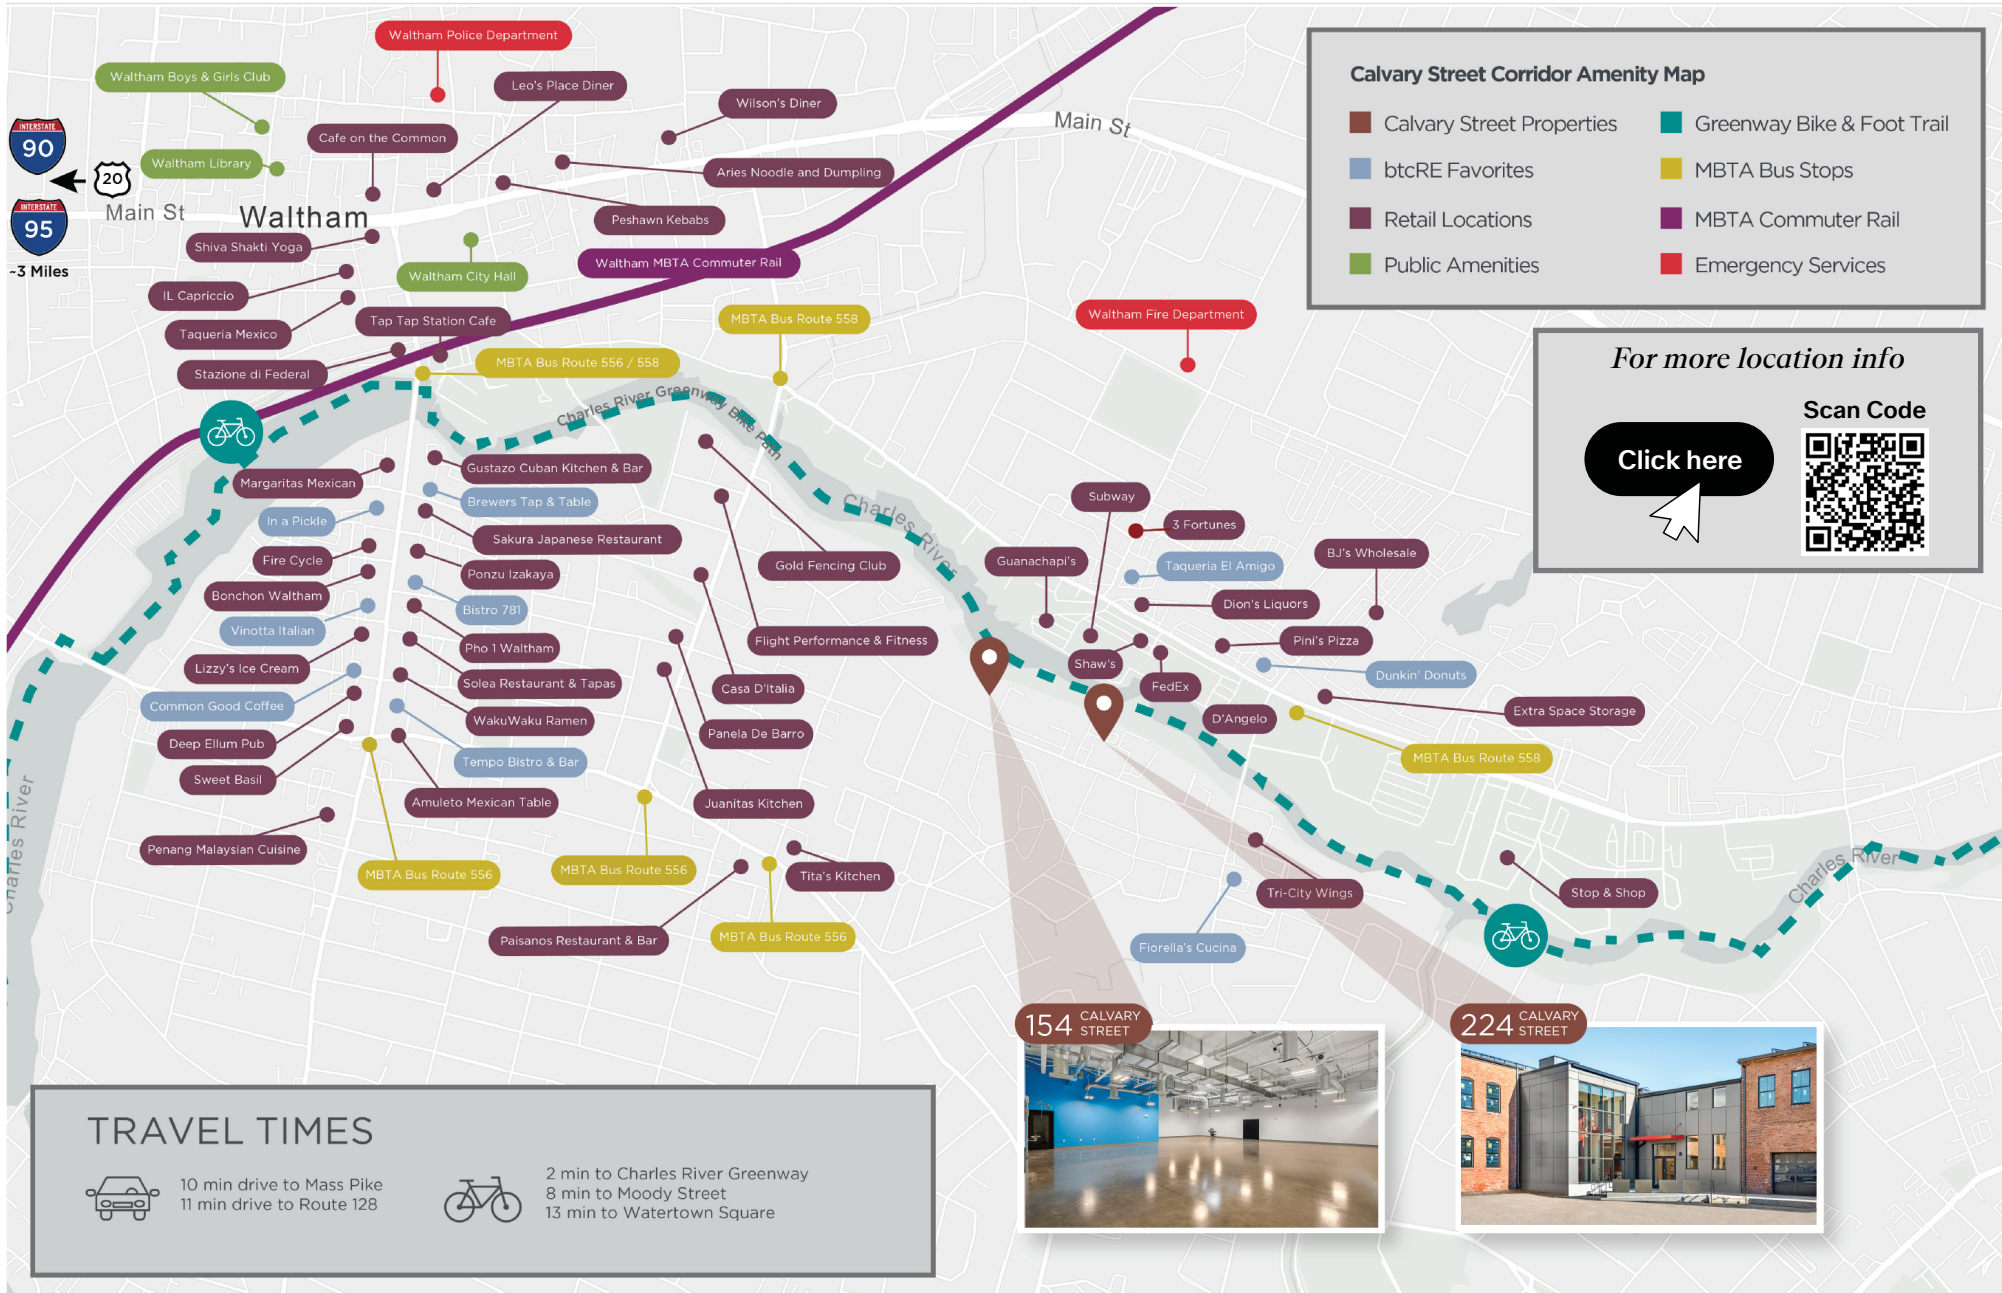 Waltham Police Department
Waltham Boys & Girls Club
Leo's Place Diner
Wilson's Diner
Cafe on the Common
Waltham Library
Aries Noodle and Dumpling
Peshawn Kebabs
INTERSTATE
90
20
INTERSTATE
95
~3 Miles
Main St
Waltham
Main St
Shiva Shakti Yoga
Waltham City Hall
Waltham MBTA Commuter Rail
IL Capriccio
Taqueria Mexico
Tap Tap Station Cafe
MBTA Bus Route 558
Stazione di Federal
MBTA Bus Route 556 / 558
Waltham Fire Department
Calvary Street Corridor Amenity Map
Calvary Street Properties
Greenway Bike & Foot Trail
btcRE Favorites
MBTA Bus Stops
Retail Locations
MBTA Commuter Rail
Public Amenities
Emergency Services
For more location info
Scan Code
Click here
Charles River Greenway Bike Path
Charles River
Margaritas Mexican
Gustazo Cuban Kitchen & Bar
In a Pickle
Brewers Tap & Table
Fire Cycle
Sakura Japanese Restaurant
Bonchon Waltham
Ponzu Izakaya
Vinotta Italian
Bistro 781
Lizzy's Ice Cream
Pho 1 Waltham
Common Good Coffee
Solea Restaurant & Tapas
Deep Ellum Pub
WakuWaku Ramen
Sweet Basil
Tempo Bistro & Bar
Amuleto Mexican Table
Penang Malaysian Cuisine
MBTA Bus Route 556
Gold Fencing Club
Flight Performance & Fitness
Casa D'Italia
Panela De Barro
Juanitas Kitchen
MBTA Bus Route 556
Tita's Kitchen
Paisanos Restaurant & Bar
MBTA Bus Route 556
Subway
3 Fortunes
Guanachapi's
Taqueria El Amigo
BJ's Wholesale
Dion's Liquors
Pini's Pizza
Shaw's
FedEx
Dunkin' Donuts
D'Angelo
Extra Space Storage
MBTA Bus Route 558
Tri-City Wings
Stop & Shop
Fiorella's Cucina
Charles River
Charles River
154 CALVARY STREET
224 CALVARY STREET
TRAVEL TIMES
10 min drive to Mass Pike
11 min drive to Route 128
2 min to Charles River Greenway
8 min to Moody Street
13 min to Watertown Square